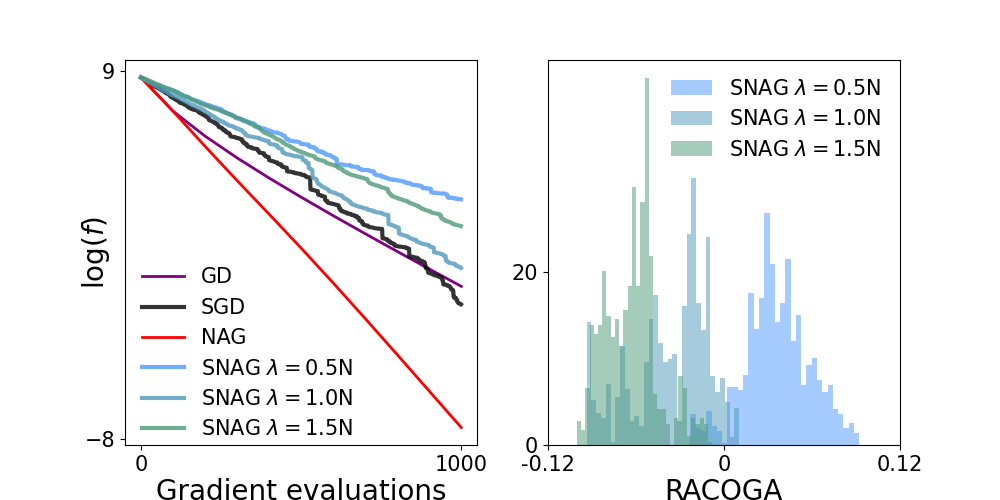 9
−8
0
1000
log(f)
Gradient evaluations
GD
SGD
NAG
SNAG λ = 0.5N
SNAG λ = 1.0N
SNAG λ = 1.5N
20
0
-0.12
0
0.12
RACOGA
SNAG λ = 0.5N
SNAG λ = 1.0N
SNAG λ = 1.5N